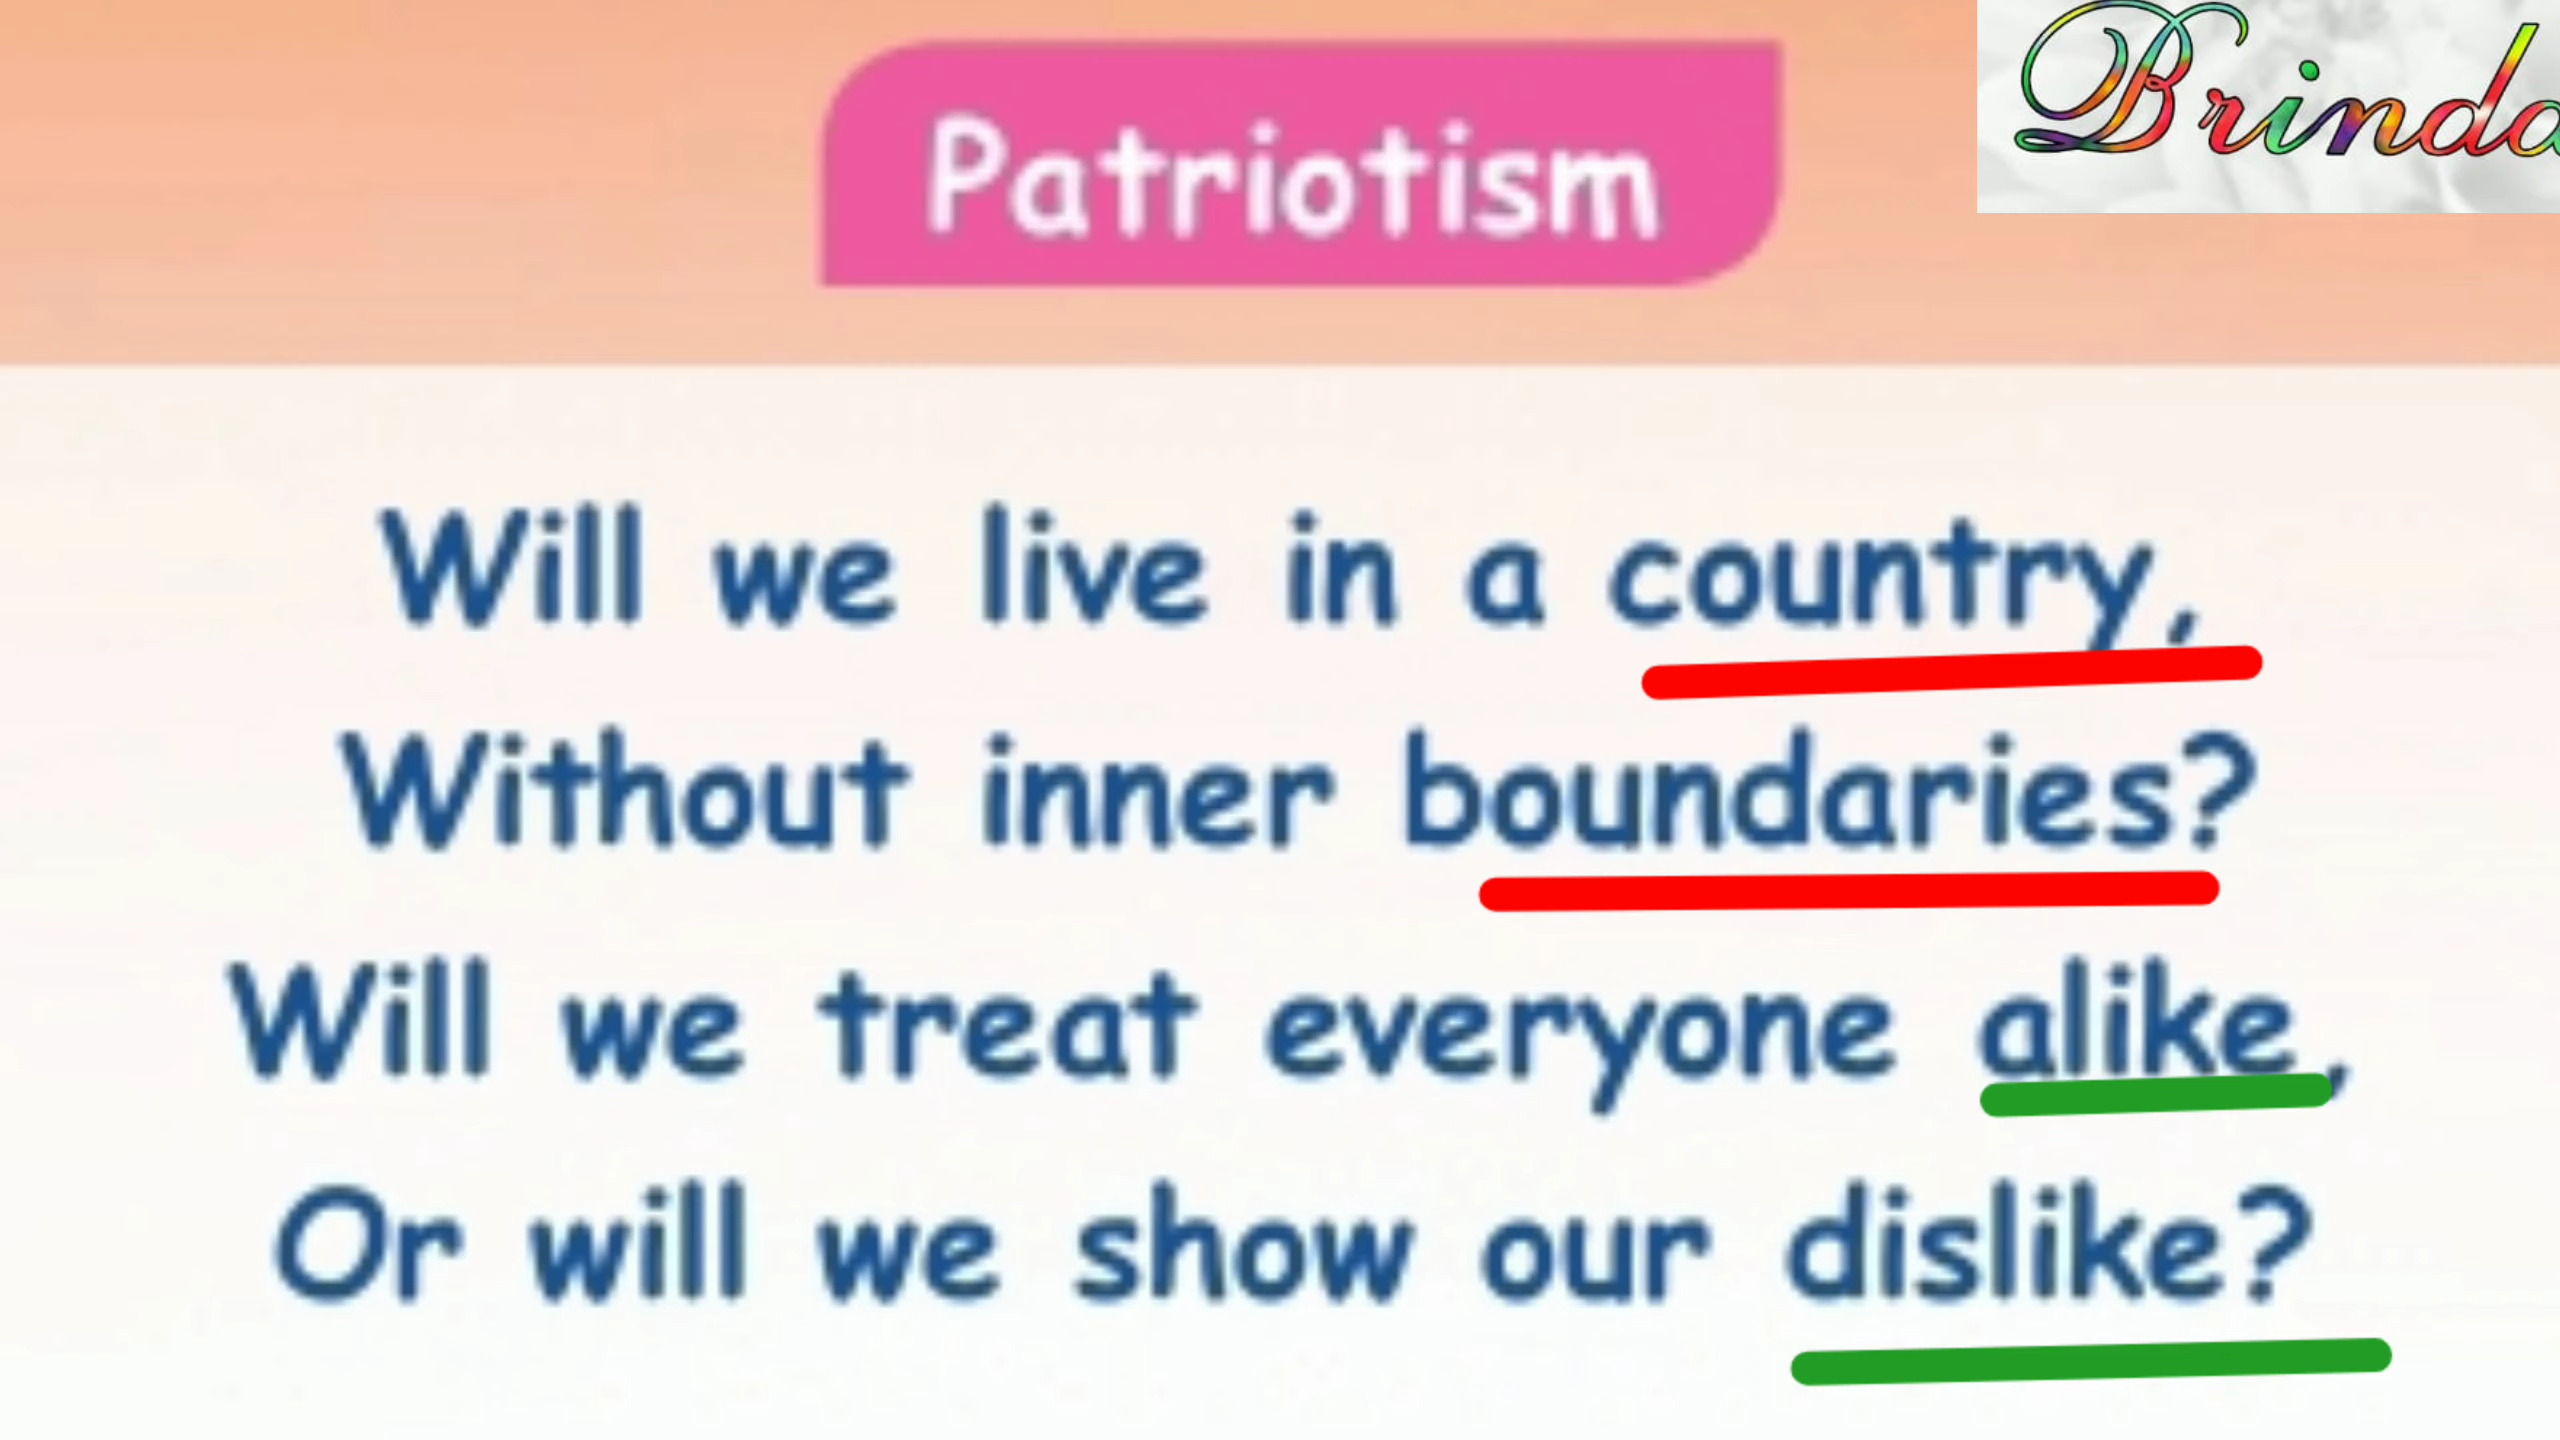 Patriotism
Brinda
Will we live in a country,
Without inner boundaries?
Will we treat everyone alike,
Or will we show our dislike?